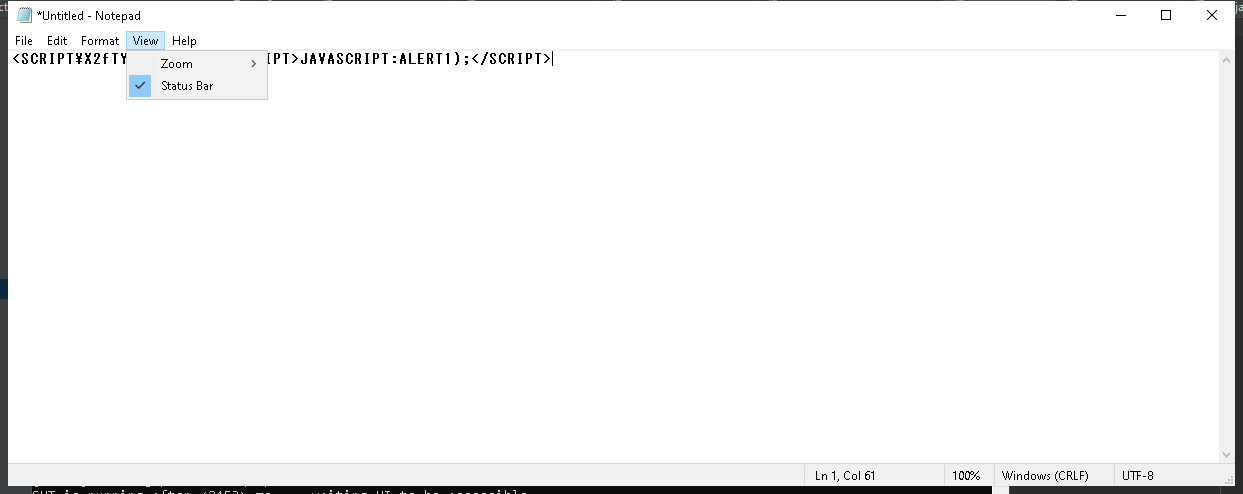 *Untitled - Notepad
File Edit Format View Help
<SCRIPT¥X2fTY IPT>JAVASCRIPT:ALERT1);</SCRIPT>
Zoom
Status Bar
Ln 1, Col 61 100% Windows (CRLF) UTF-8